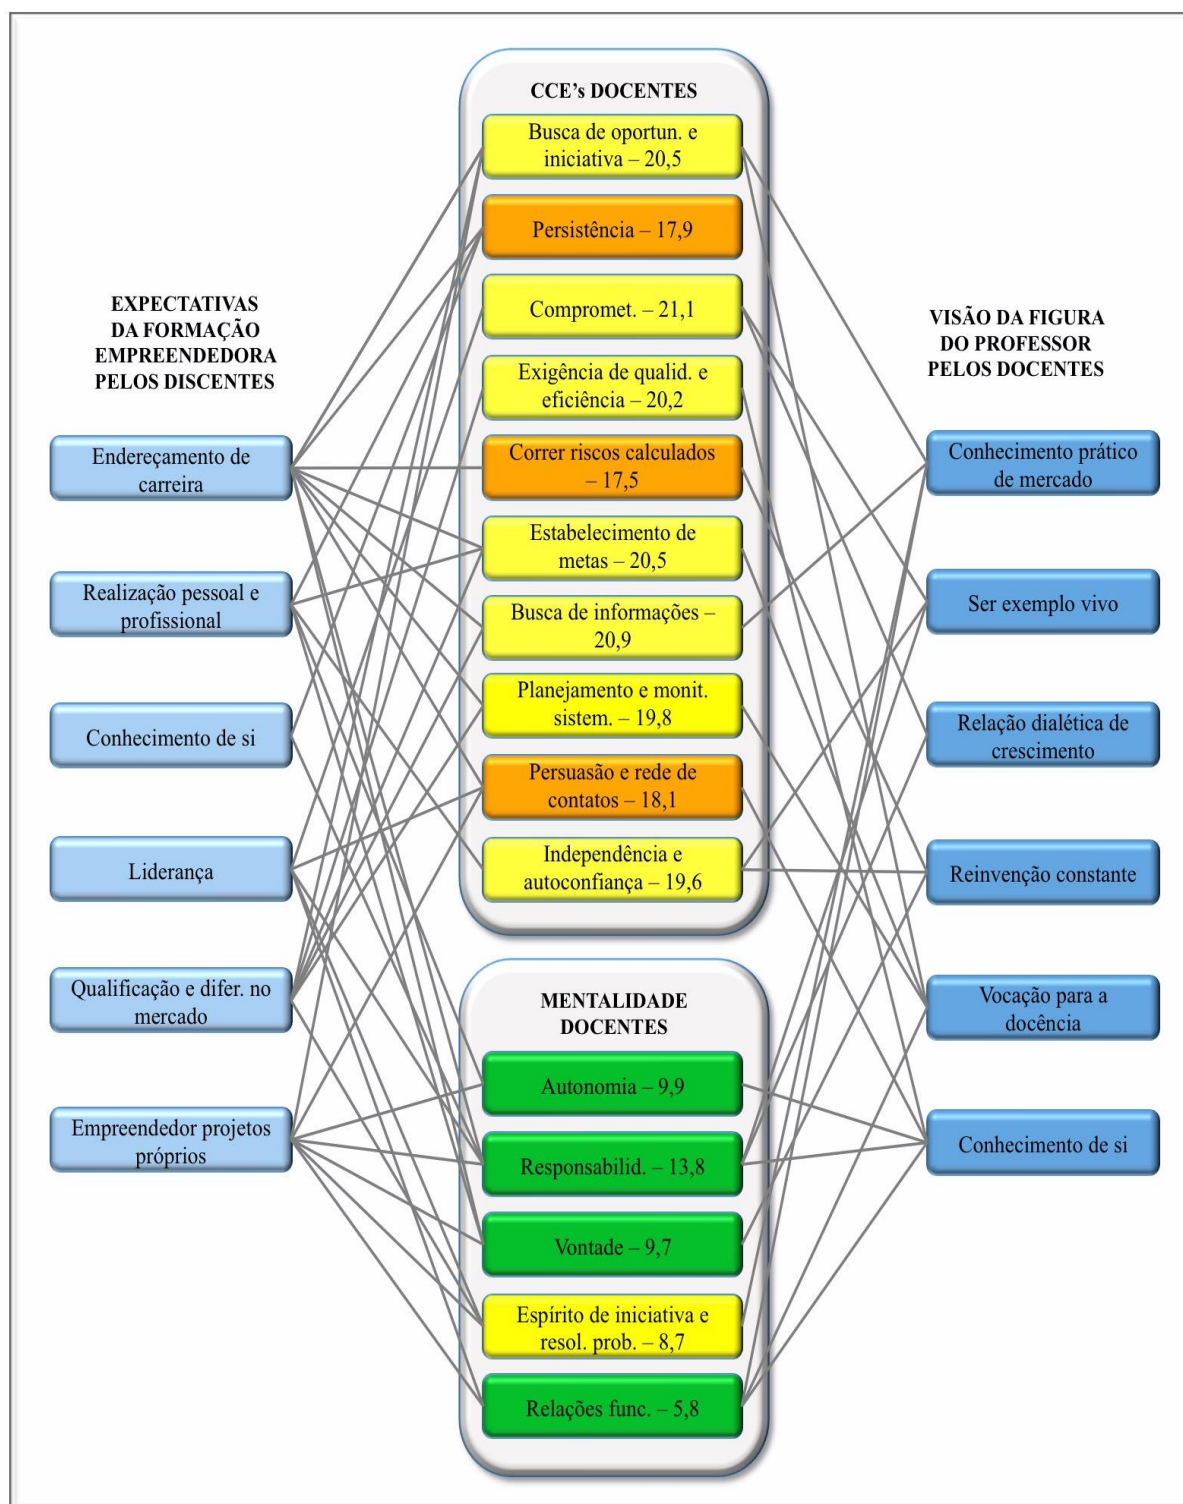 EXPECTATIVAS
DA FORMAÇÃO
EMPREENDEDORA
PELOS DISCENTES
Endereçamento de
carreira
Realização pessoal e
profissional
Conhecimento de si
Liderança
Qualificação e difer. no
mercado
Empreendedor projetos
próprios
CCE's DOCENTES
Busca de oportun. e
iniciativa – 20,5
Persistência – 17,9
Compromet. – 21,1
Exigência de qualid. e
eficiência – 20,2
Correr riscos calculados
– 17,5
Estabelecimento de
metas – 20,5
Busca de informações –
20,9
Planejamento e monit.
sistem. – 19,8
Persuasão e rede de
contatos – 18,1
Independência e
autoconfiança – 19,6
MENTALIDADE
DOCENTES
Autonomia – 9,9
Responsabilid. – 13,8
Vontade – 9,7
Espírito de iniciativa e
resol. prob. – 8,7
Relações func. – 5,8
VISÃO DA FIGURA
DO PROFESSOR
PELOS DOCENTES
Conhecimento prático
de mercado
Ser exemplo vivo
Relação dialética de
crescimento
Reinvenção constante
Vocação para a
docência
Conhecimento de si